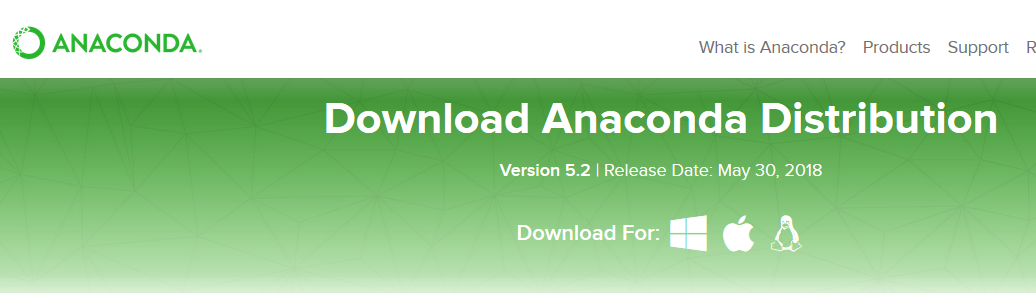 ANACONDA.
What is Anaconda? Products Support R
Download Anaconda Distribution
Version 5.2 | Release Date: May 30, 2018
Download For: